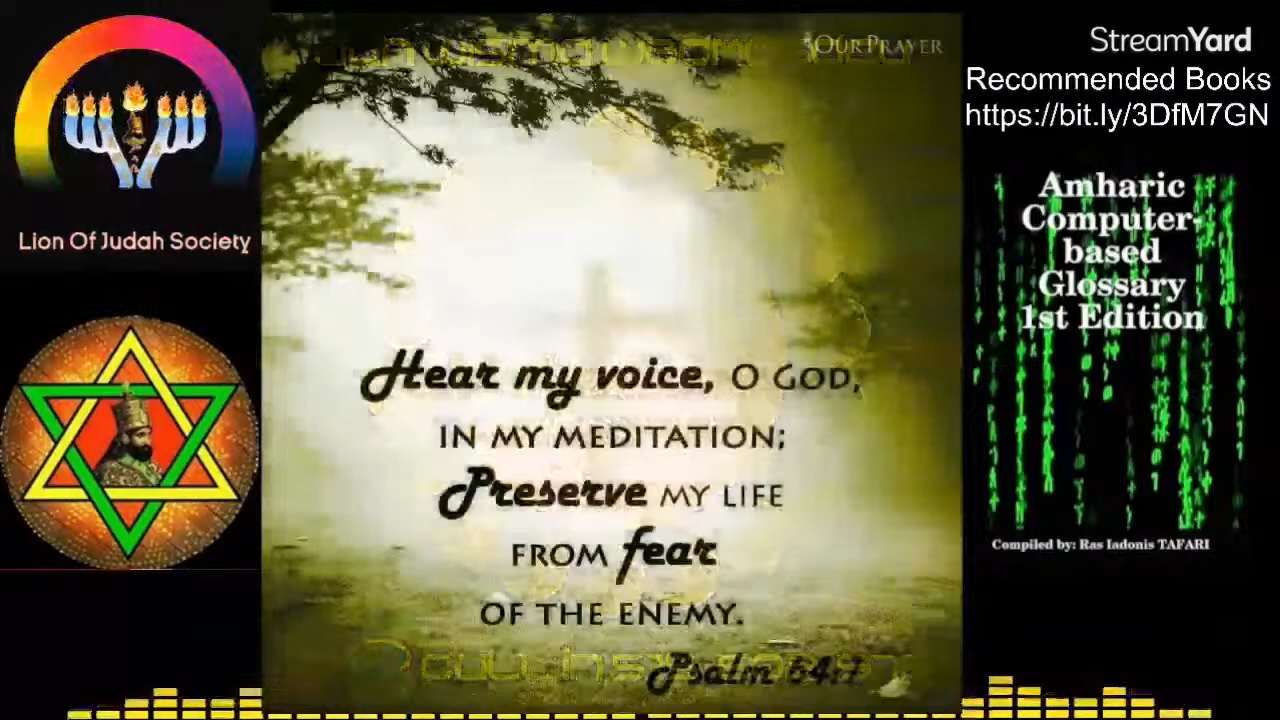 Lion Of Judah Society
OUR PRAYER
Hear my voice, O GOD,
IN MY MEDITATION;
Preserve MY LIFE
FROM fear
OF THE ENEMY.
Psalm 64:1
StreamYard
Recommended Books
https://bit.ly/3DfM7GN
Amharic
Computer-
based
Glossary
1st Edition
Compiled by: Ras Iadonis TAFARI